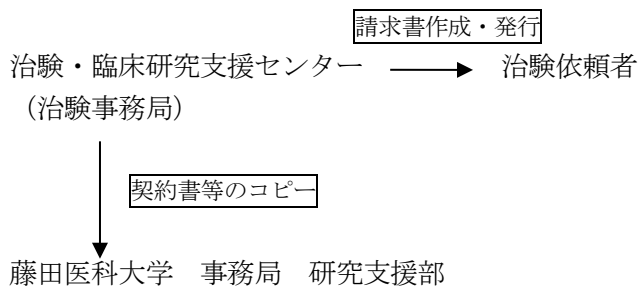 請求書作成・発行
治験・臨床研究支援センター　治験依頼者
（治験事務局）
契約書等のコピー
藤田医科大学　事務局　研究支援部